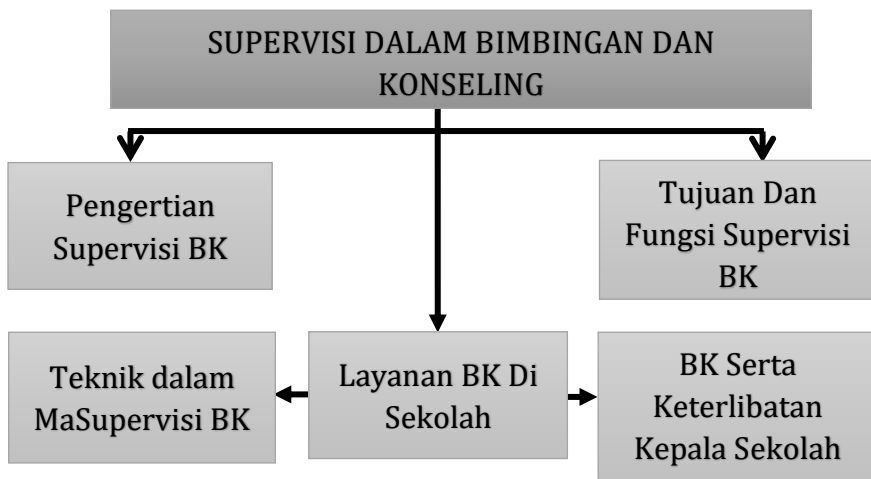 SUPERVISI DALAM BIMBINGAN DAN
KONSELING
Pengertian
Supervisi BK
Tujuan Dan
Fungsi Supervisi
BK
Teknik dalam
MaSupervisi BK
Layanan BK Di
Sekolah
BK Serta
Keterlibatan
Kepala Sekolah